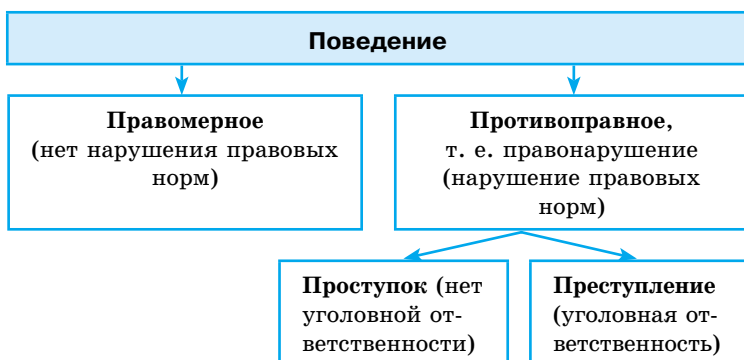 Поведение
Правомерное
(нет нарушения правовых
норм)
Противоправное,
т. е. правонарушение
(нарушение правовых
норм)
Проступок (нет
уголовной от-
ветственности)
Преступление
(уголовная от-
ветственность)